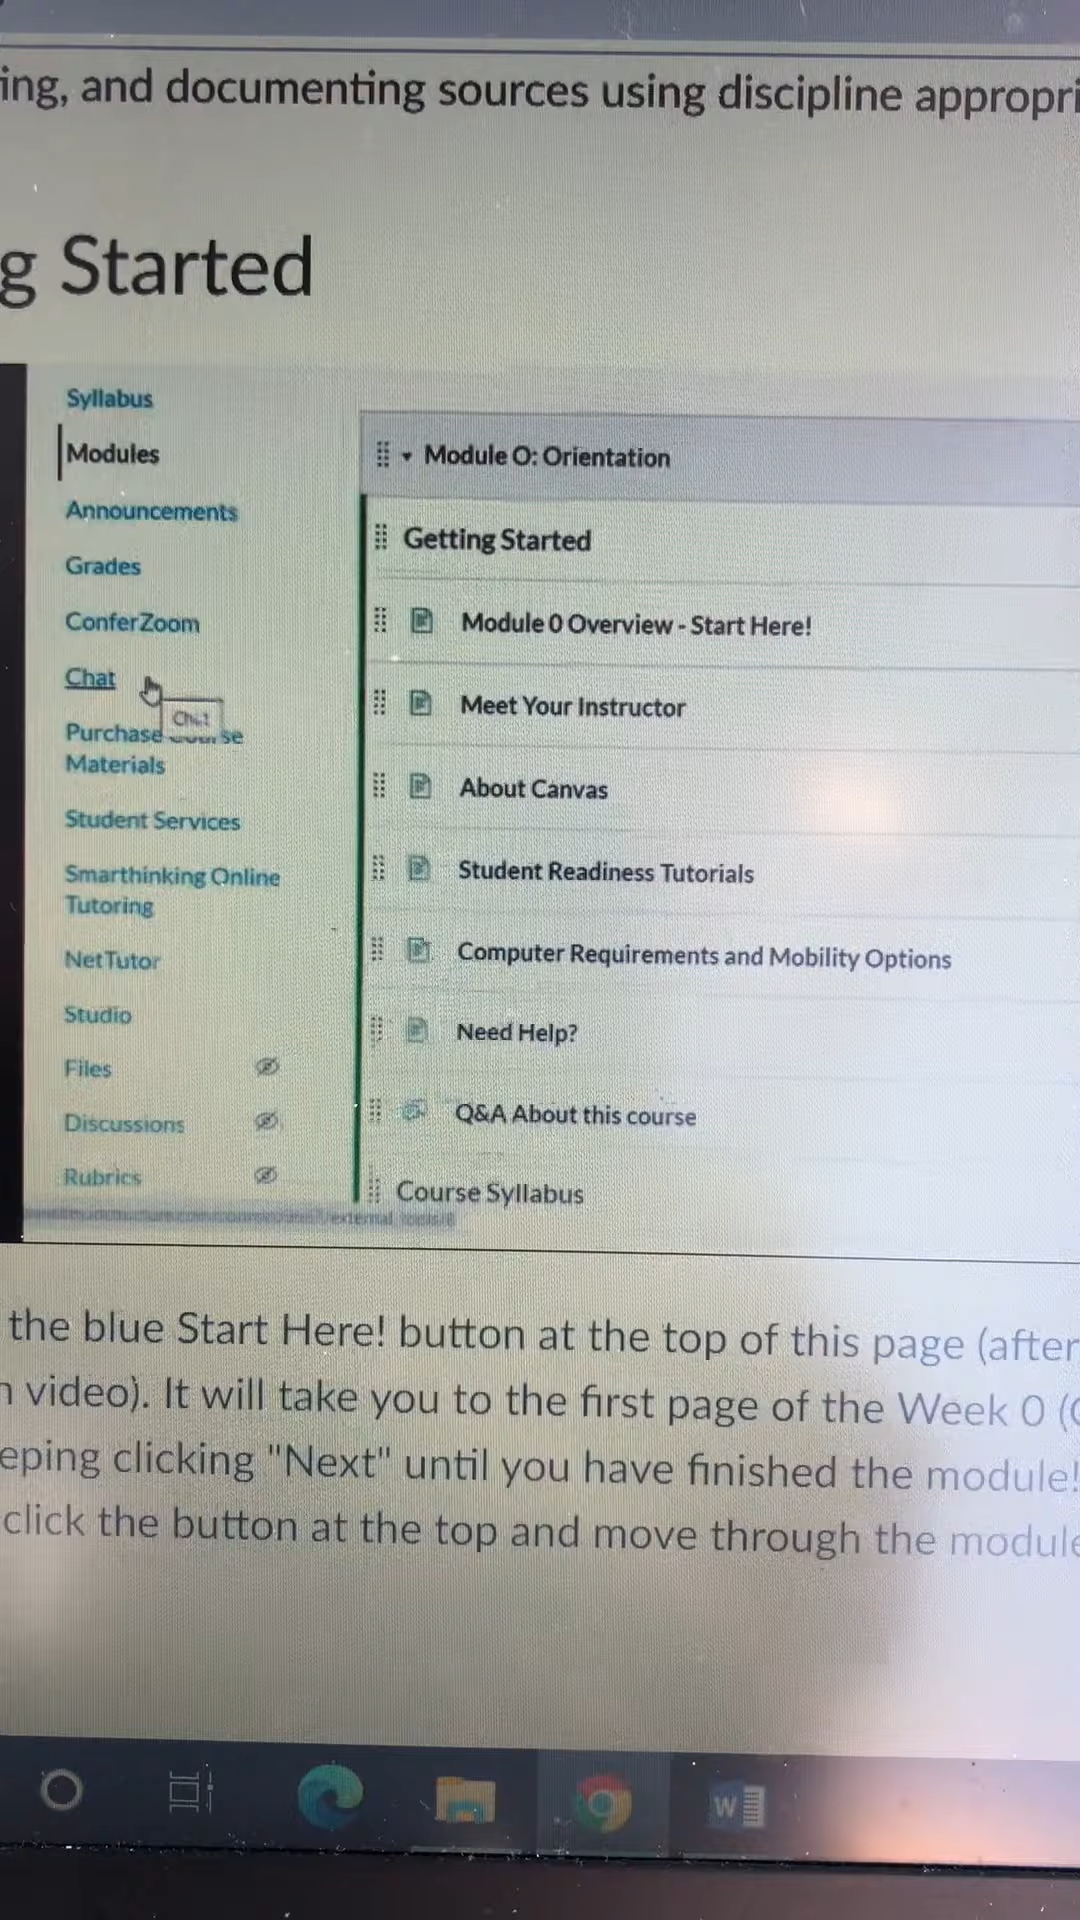 ing, and documenting sources using discipline appropri
g Started
Syllabus
Modules
Announcements
Grades
ConferZoom
Chat
Chat
Purchase
Materials
Student Services
Smarthinking Online
Tutoring
NetTutor
Studio
Files
Discussions
Rubrics
Module O: Orientation
Getting Started
Module 0 Overview - Start Here!
Meet Your Instructor
About Canvas
Student Readiness Tutorials
Computer Requirements and Mobility Options
Need Help?
Q&A About this course
Course Syllabus
the blue Start Here! button at the top of this page (after
n video). It will take you to the first page of the Week 0 (
eping clicking "Next" until you have finished the module!
click the button at the top and move through the module
W